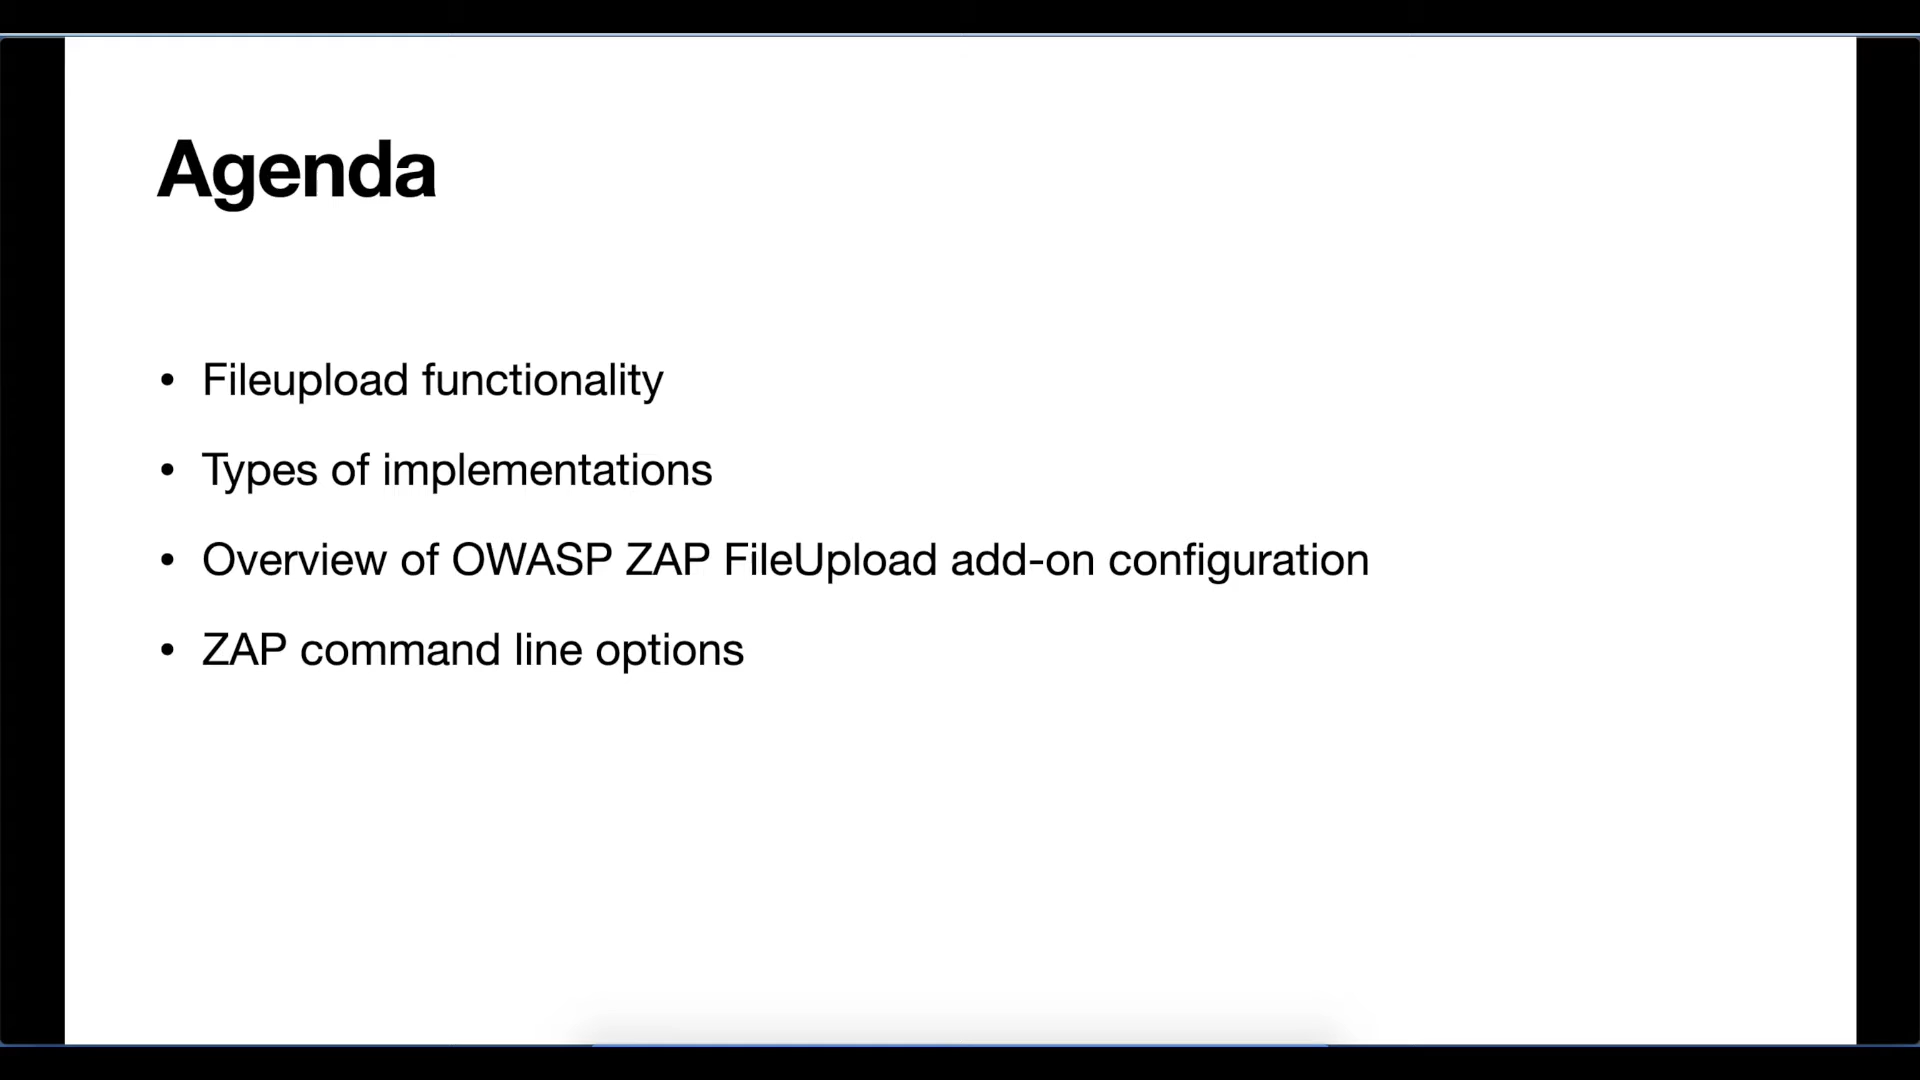 Agenda
• Fileupload functionality
• Types of implementations
• Overview of OWASP ZAP FileUpload add-on configuration
• ZAP command line options